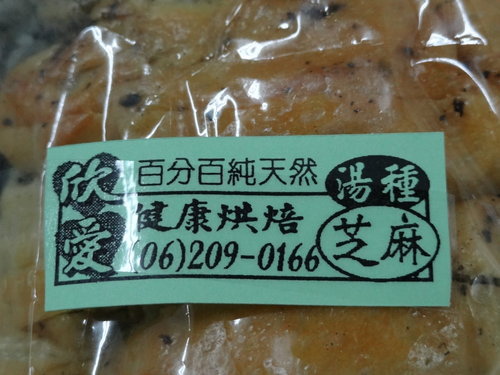 欣愛
百分百純天然
健康烘焙
(06)209-0166
湯種
芝麻